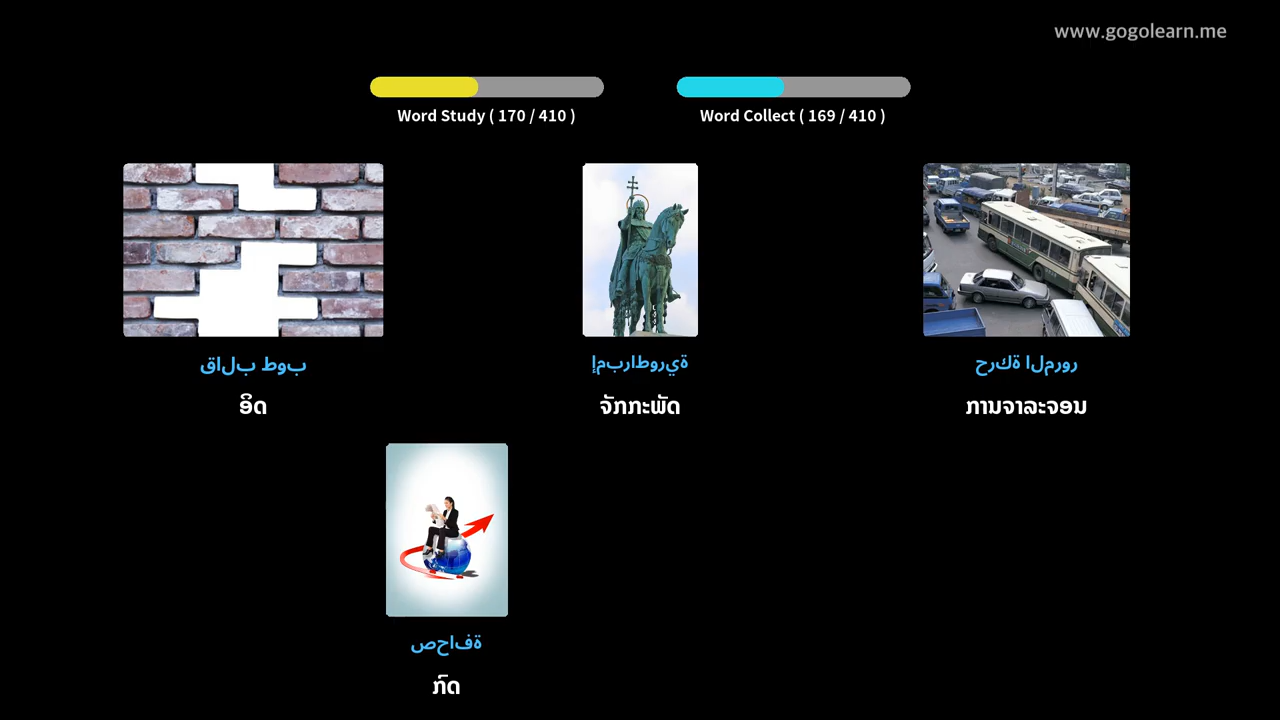 www.gogolearn.me
Word Study ( 170 / 410 )
Word Collect ( 169 / 410 )
قالب طوب
إمبراطورية
حركة المرور
ອິດ
ຈັກກະພັດ
ການຈາລະຈອນ
صحافة
ກົດ